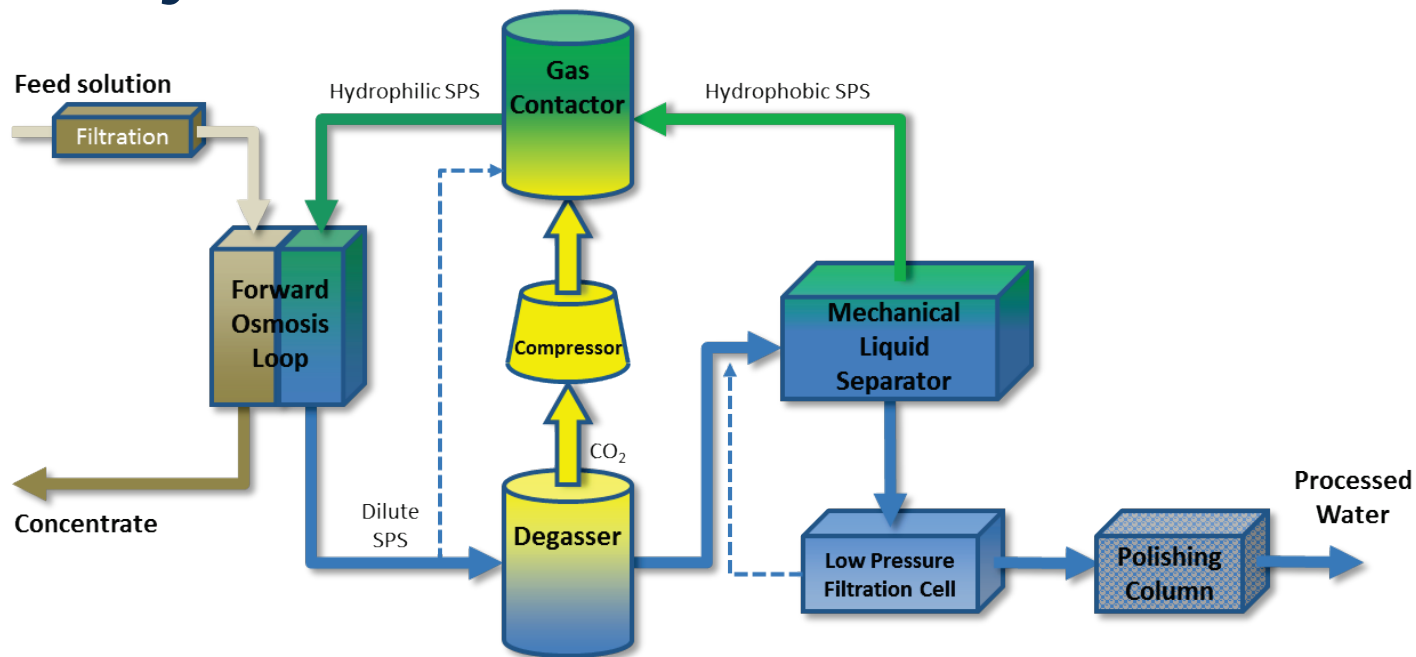 Feed solution
Filtration
Hydrophilic SPS
Gas
Contactor
Hydrophobic SPS
Forward
Osmosis
Loop
Compressor
Mechanical
Liquid
Separator
CO₂
Concentrate
Dilute
SPS
Degasser
Low Pressure
Filtration Cell
Polishing
Column
Processed
Water